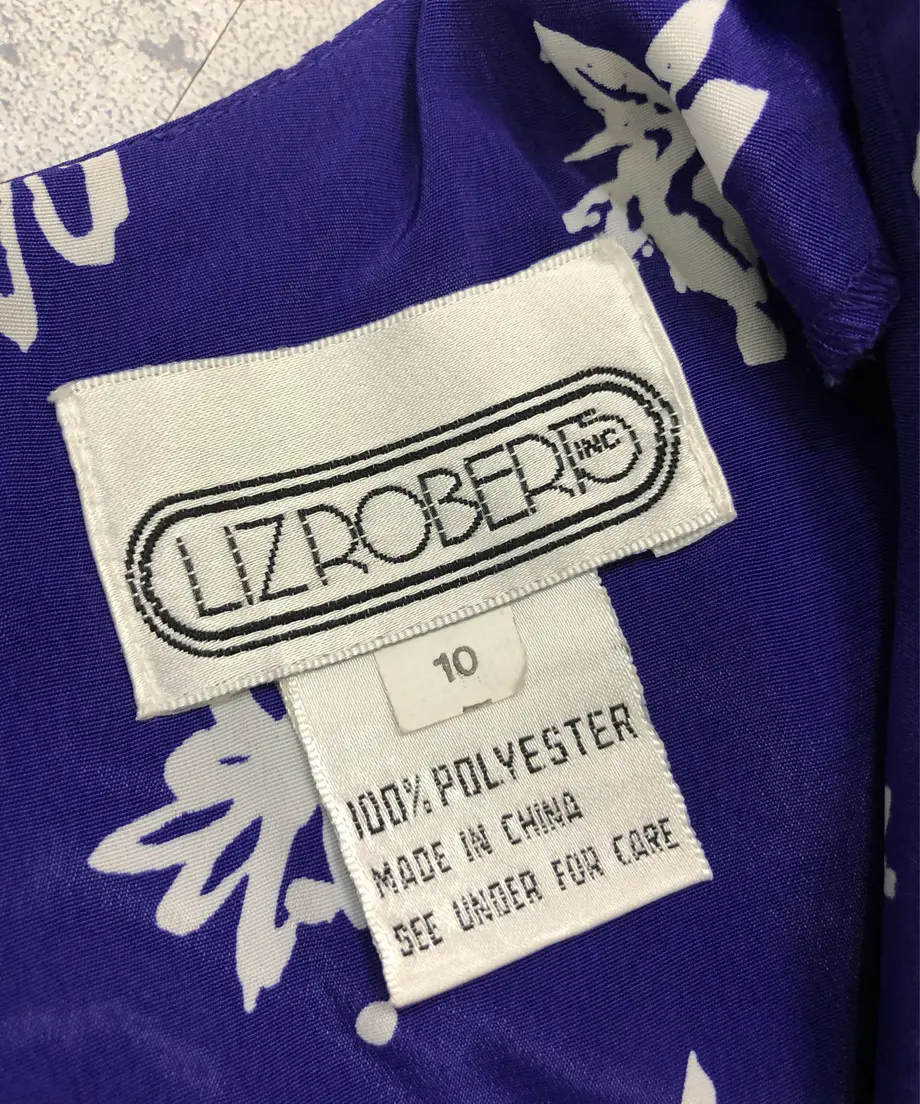 LIZ ROBERTS INC
10
100% POLYESTER
MADE IN CHINA
SEE UNDER FOR CARE